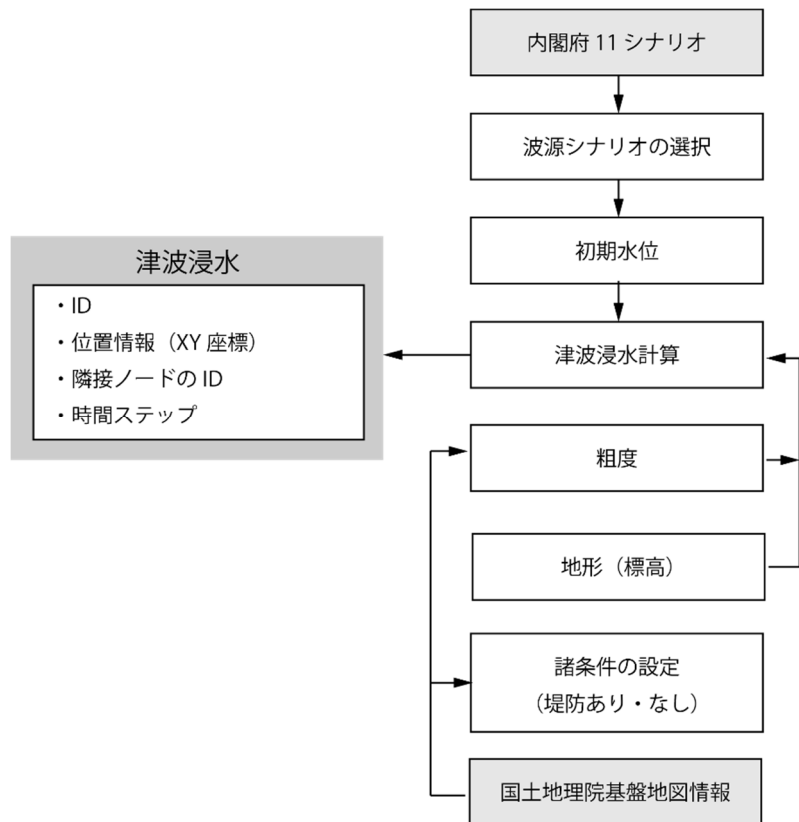 内閣府 11 シナリオ
波源シナリオの選択
初期水位
津波浸水計算
津波浸水
・ID
・位置情報（XY 座標）
・隣接ノードの ID
・時間ステップ
粗度
地形（標高）
諸条件の設定
（堤防あり・なし）
国土地理院基盤地図情報